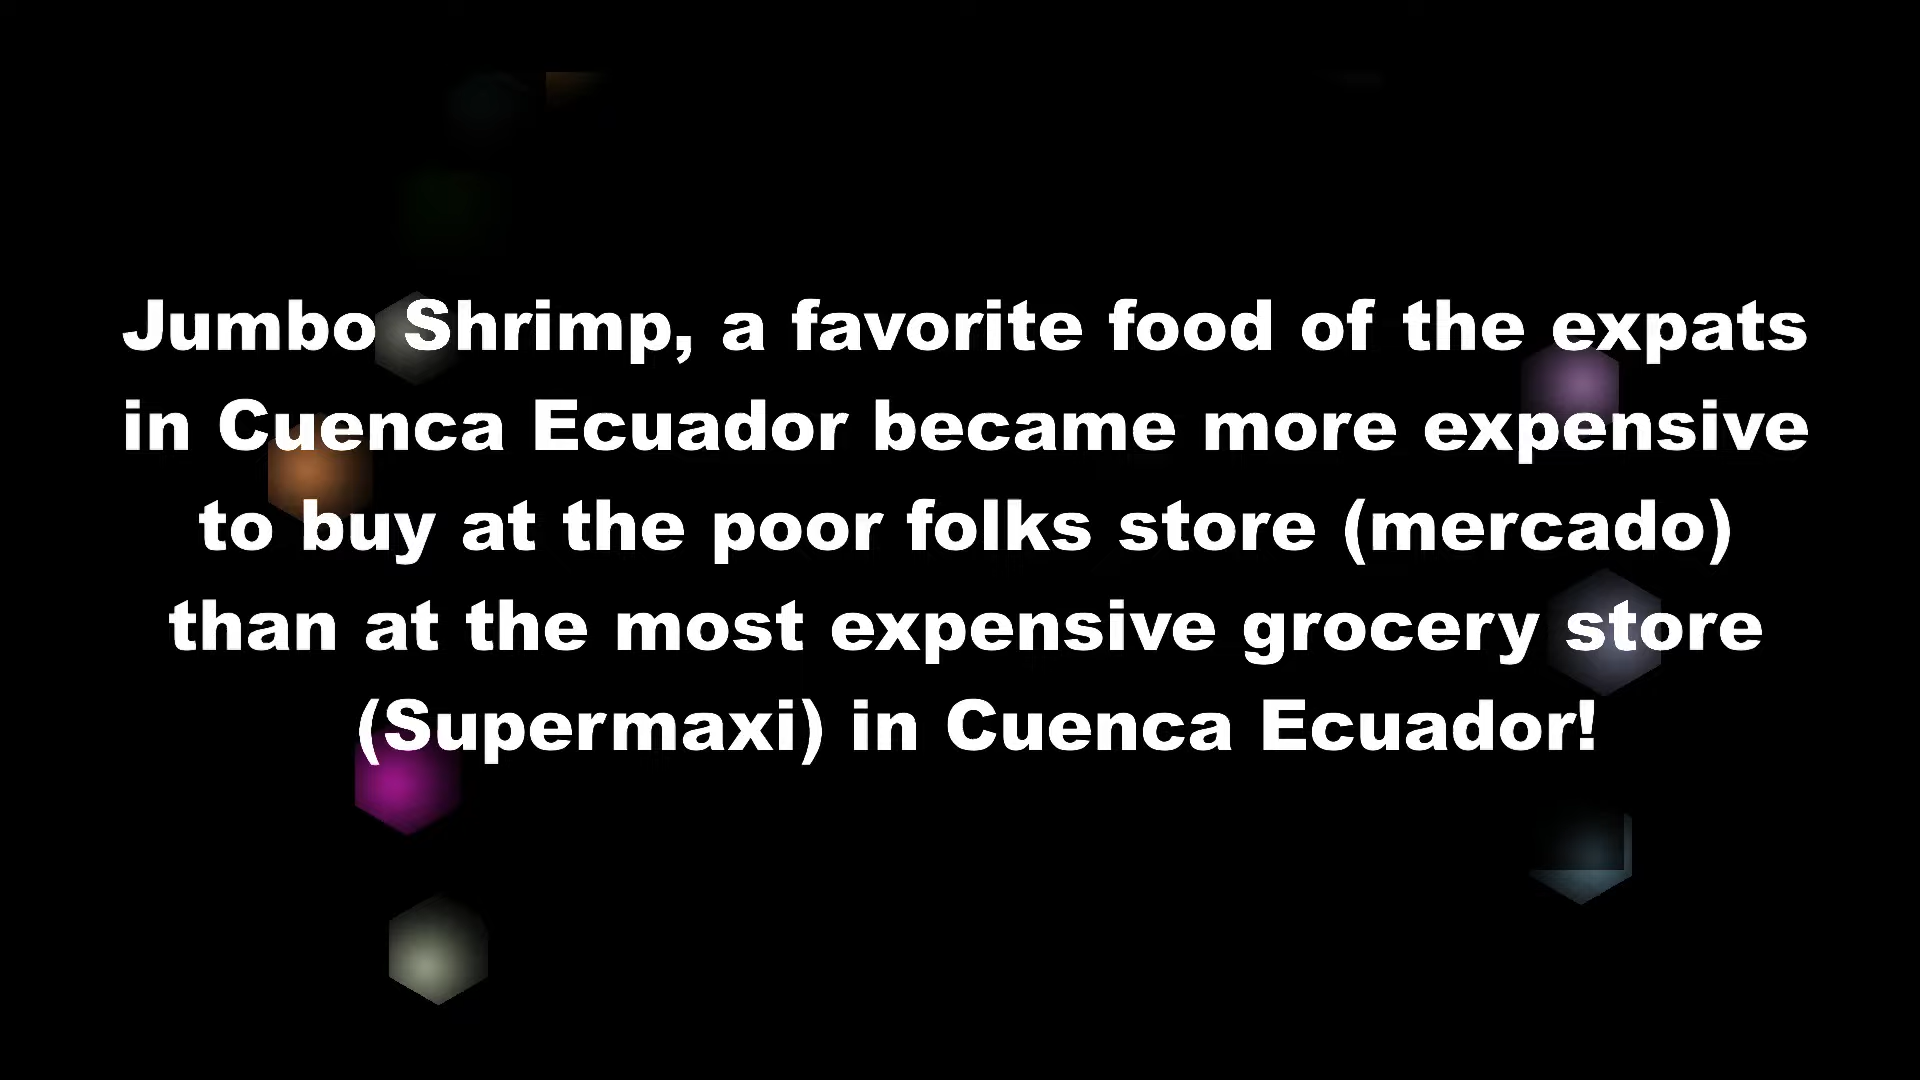 Jumbo Shrimp, a favorite food of the expats
in Cuenca Ecuador became more expensive
to buy at the poor folks store (mercado)
than at the most expensive grocery store
(Supermaxi) in Cuenca Ecuador!